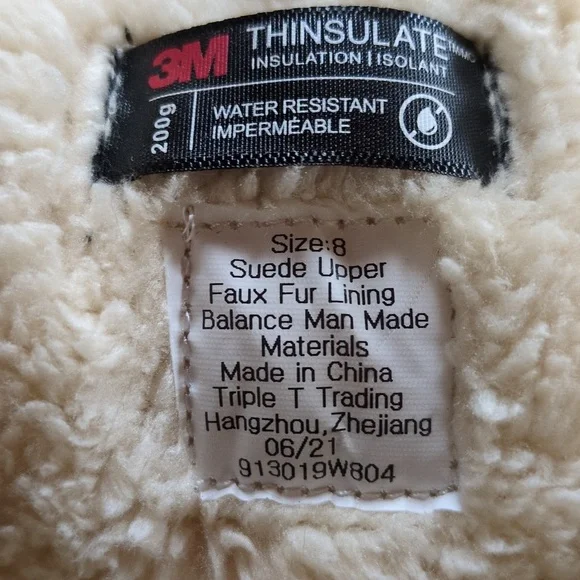 3M THINSULATE
INSULATION | ISOLANT
200g
WATER RESISTANT
IMPERMÉABLE
Size:8
Suede Upper
Faux Fur Lining
Balance Man Made
Materials
Made in China
Triple T Trading
Hangzhou,Zhejiang
06/21
913019W804